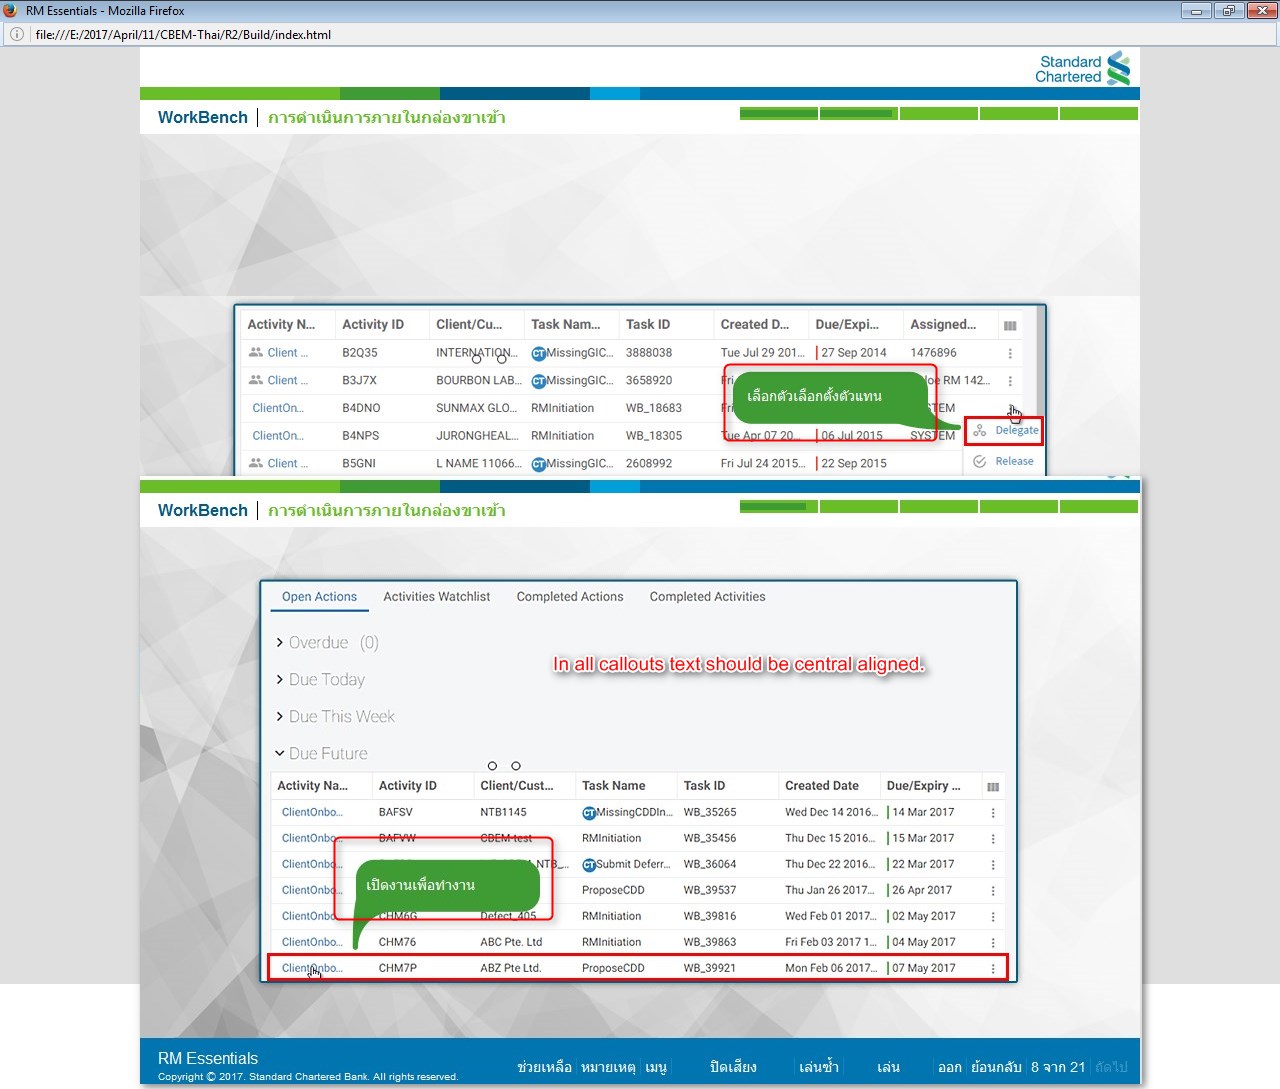 RM Essentials - Mozilla Firefox
file:///E:/2017/April/11/CBEM-Thai/R2/Build/index.html
Standard
Chartered
WorkBench การดำเนินการภายในกล่องขาเข้า
Activity N... Activity ID Client/Cu... Task Nam... Task ID Created D... Due/Expi... Assigned...
Client ... B2Q35 INTERNATION... CT MissingGIC... 3888038 Tue Jul 29 201... 27 Sep 2014 1476896
Client ... B3J7X BOURBON LAB... CT MissingGIC... 3658920 Fri RM 142...
เลือกตัวเลือกตั้งตัวแทน
ClientOn... B4DNO SUNMAX GLO... RMInitiation WB_18683 Fri
Delegate
ClientOn... B4NPS JURONGHEAL... RMInitiation WB_18305 Tue Apr 07 20... 06 Jul 2015 SYSTEM
Client ... B5GNI L NAME 11066... CT MissingGIC... 2608992 Fri Jul 24 2015... 22 Sep 2015
Release
WorkBench การดำเนินการภายในกล่องขาเข้า
Open Actions Activities Watchlist Completed Actions Completed Activities
Overdue (0)
In all callouts text should be central aligned.
Due Today
Due This Week
Due Future
Activity Na... Activity ID Client/Cust... Task Name Task ID Created Date Due/Expiry ...
ClientOnbo... BAFSV NTB1145 CT MissingCDDIn... WB_35265 Wed Dec 14 2016... 14 Mar 2017
ClientOnbo... BAFVW CBEM-test RMInitiation WB_35456 Thu Dec 15 2016... 15 Mar 2017
ClientOnbo... NTB_... CT Submit Deferr... WB_36064 Thu Dec 22 2016... 22 Mar 2017
เปิดงานเพื่อทำงาน
ClientOnbo... ProposeCDD WB_39537 Thu Jan 26 2017... 26 Apr 2017
ClientOnbo... CHM6G Defect_405 RMInitiation WB_39816 Wed Feb 01 2017... 02 May 2017
ClientOnbo... CHM76 ABC Pte. Ltd RMInitiation WB_39863 Fri Feb 03 2017 1... 04 May 2017
ClientOnbo... CHM7P ABZ Pte Ltd. ProposeCDD WB_39921 Mon Feb 06 2017... 07 May 2017
RM Essentials
Copyright © 2017. Standard Chartered Bank. All rights reserved.
ช่วยเหลือ หมายเหตุ เมนู ปิดเสียง เล่นซ้ำ เล่น ออก ย้อนกลับ 8 จาก 21 ถัดไป